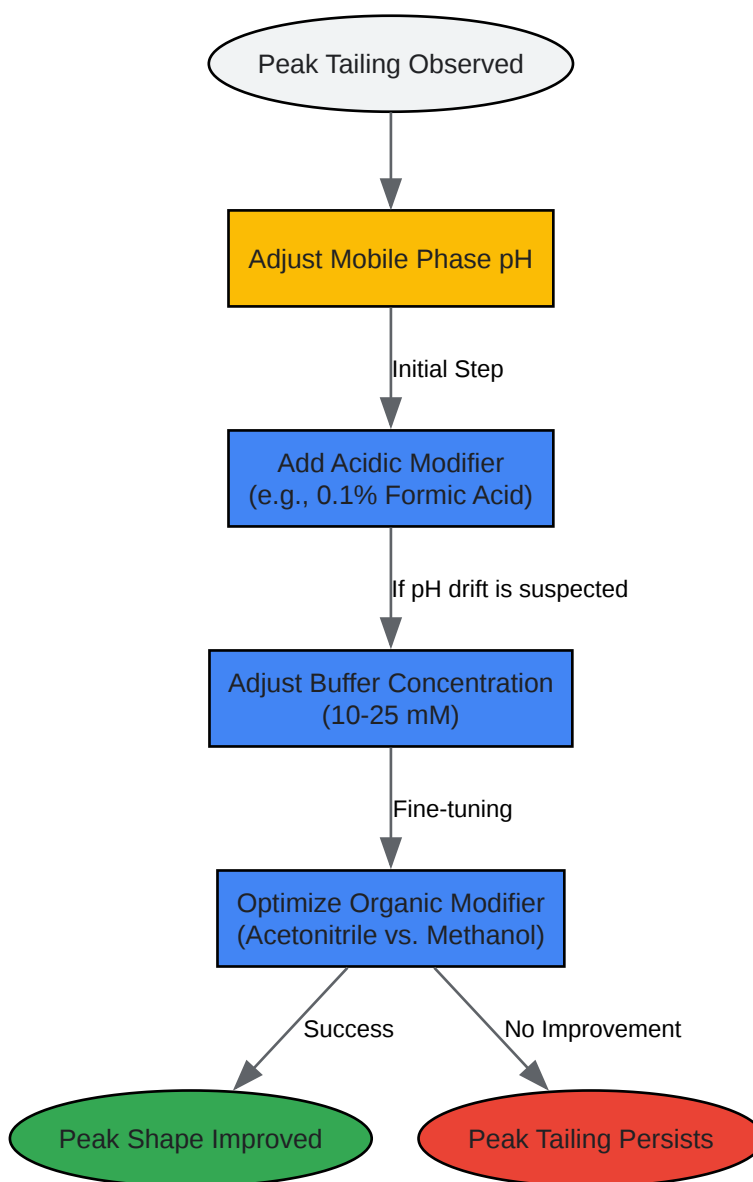 Peak Tailing Observed
Adjust Mobile Phase pH
Initial Step
Add Acidic Modifier
(e.g., 0.1% Formic Acid)
If pH drift is suspected
Adjust Buffer Concentration
(10-25 mM)
Fine-tuning
Optimize Organic Modifier
(Acetonitrile vs. Methanol)
Success
No Improvement
Peak Shape Improved
Peak Tailing Persists